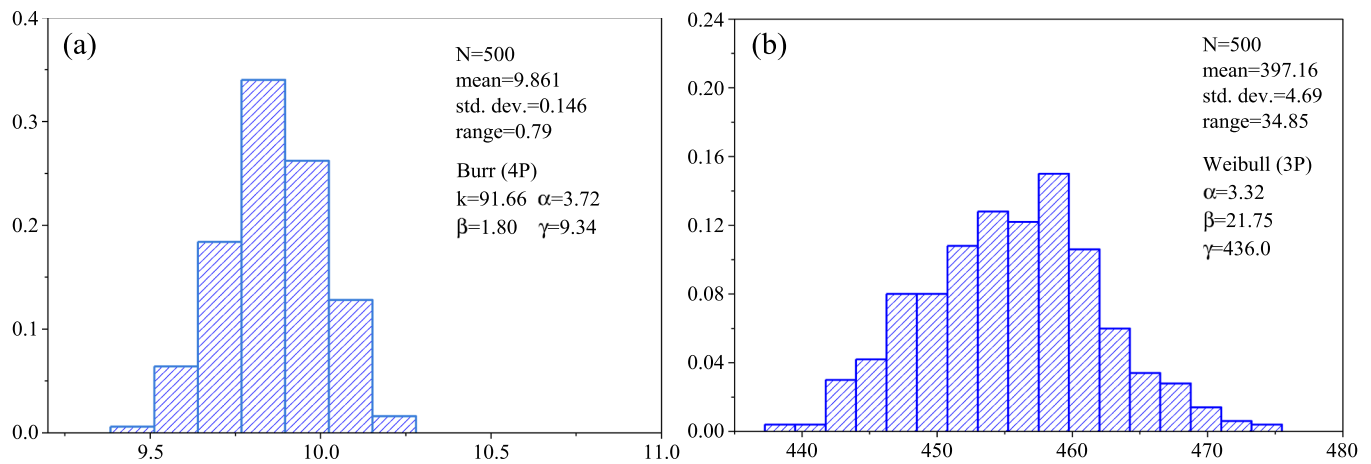 (a)
N=500
mean=9.861
std. dev.=0.146
range=0.79
Burr (4P)
k=91.66 α=3.72
β=1.80 γ=9.34
0.4
0.3
0.2
0.1
0.0
9.5 10.0 10.5 11.0
(b)
N=500
mean=397.16
std. dev.=4.69
range=34.85
Weibull (3P)
α=3.32
β=21.75
γ=436.0
0.24
0.20
0.16
0.12
0.08
0.04
0.00
440 450 460 470 480